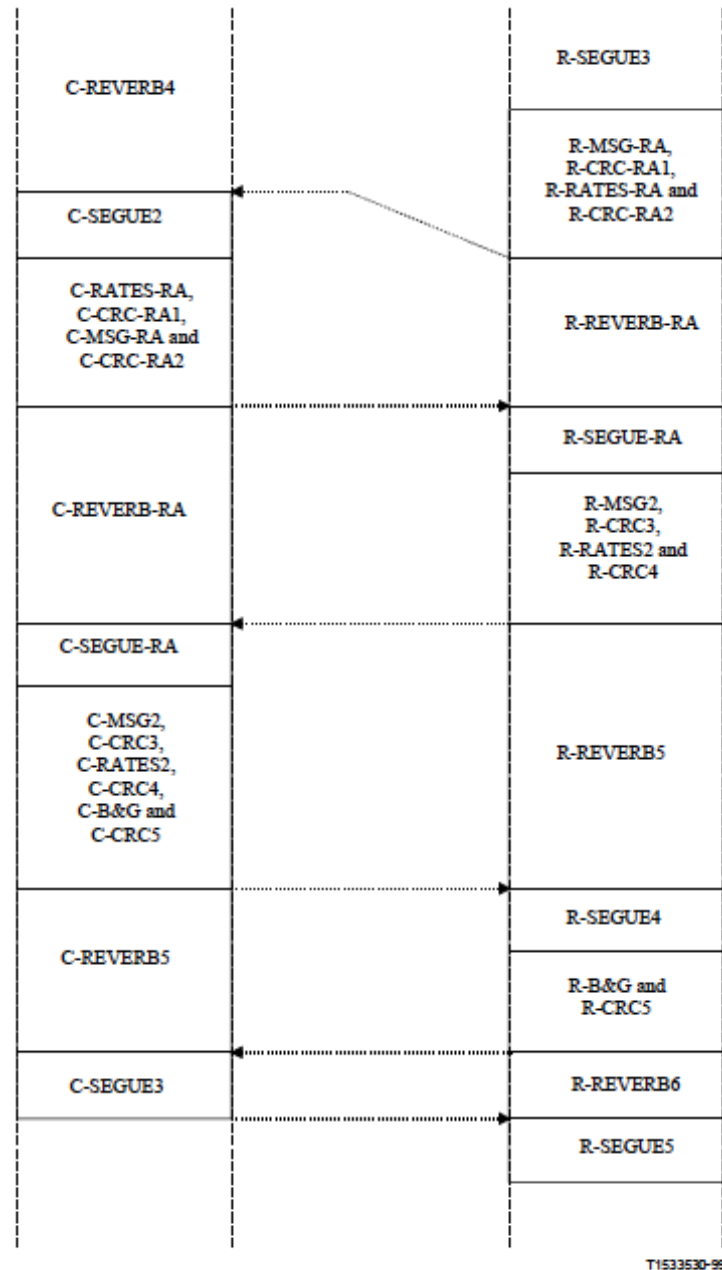 C-REVERB4
C-SEGUE2
C-RATES-RA,
C-CRC-RA1,
C-MSG-RA and
C-CRC-RA2
C-REVERB-RA
C-SEGUE-RA
C-MSG2,
C-CRC3,
C-RATES2,
C-CRC4,
C-B&G and
C-CRC5
C-REVERB5
C-SEGUE3
R-SEGUE3
R-MSG-RA,
R-CRC-RA1,
R-RATES-RA and
R-CRC-RA2
R-REVERB-RA
R-SEGUE-RA
R-MSG2,
R-CRC3,
R-RATES2 and
R-CRC4
R-REVERB5
R-SEGUE4
R-B&G and
R-CRC5
R-REVERB6
R-SEGUE5
T1533530-99